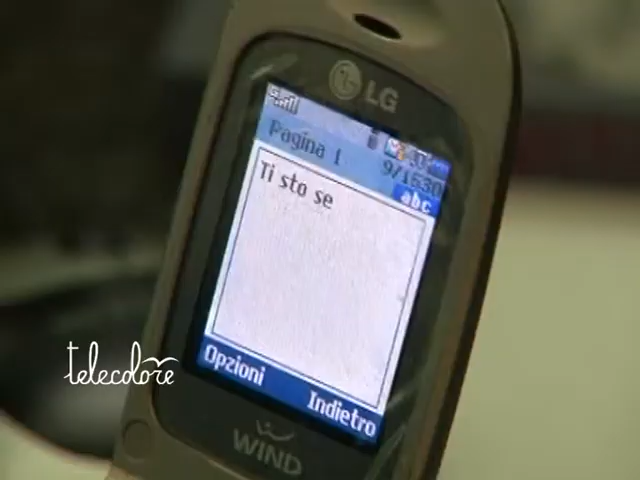 LG
Pagina 1
9/1530
abc
Ti sto se
Opzioni
Indietro
WIND
telecolore